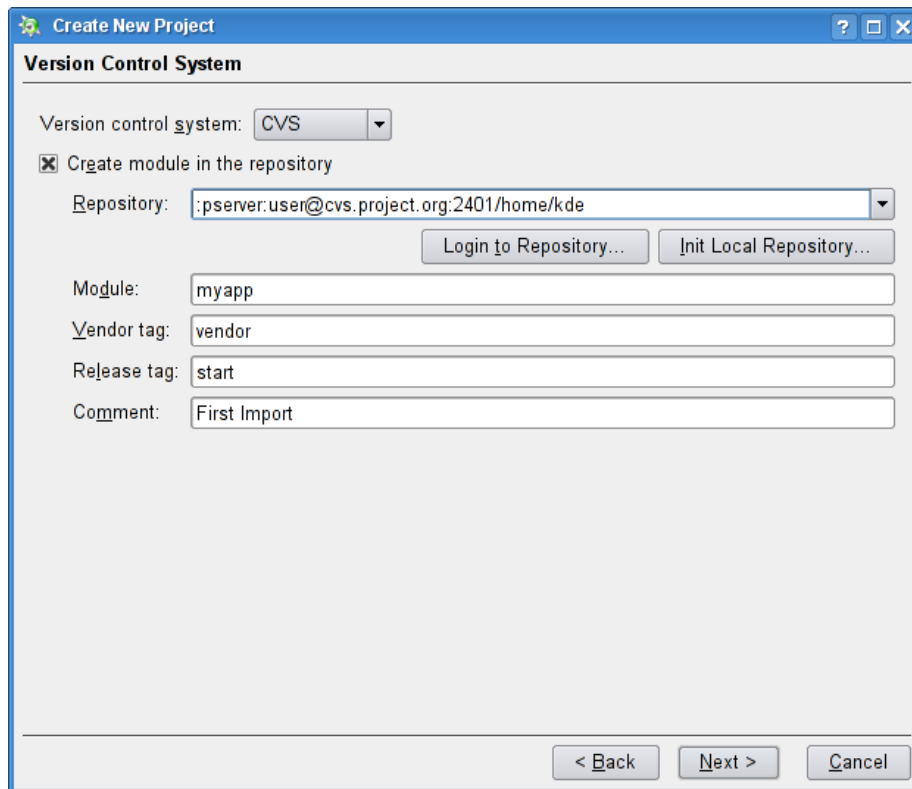 Create New Project
Version Control System
Version control system: CVS
Create module in the repository
Repository: :pserver:user@cvs.project.org:2401/home/kde
Login to Repository... Init Local Repository...
Module: myapp
Vendor tag: vendor
Release tag: start
Comment: First Import
< Back Next > Cancel